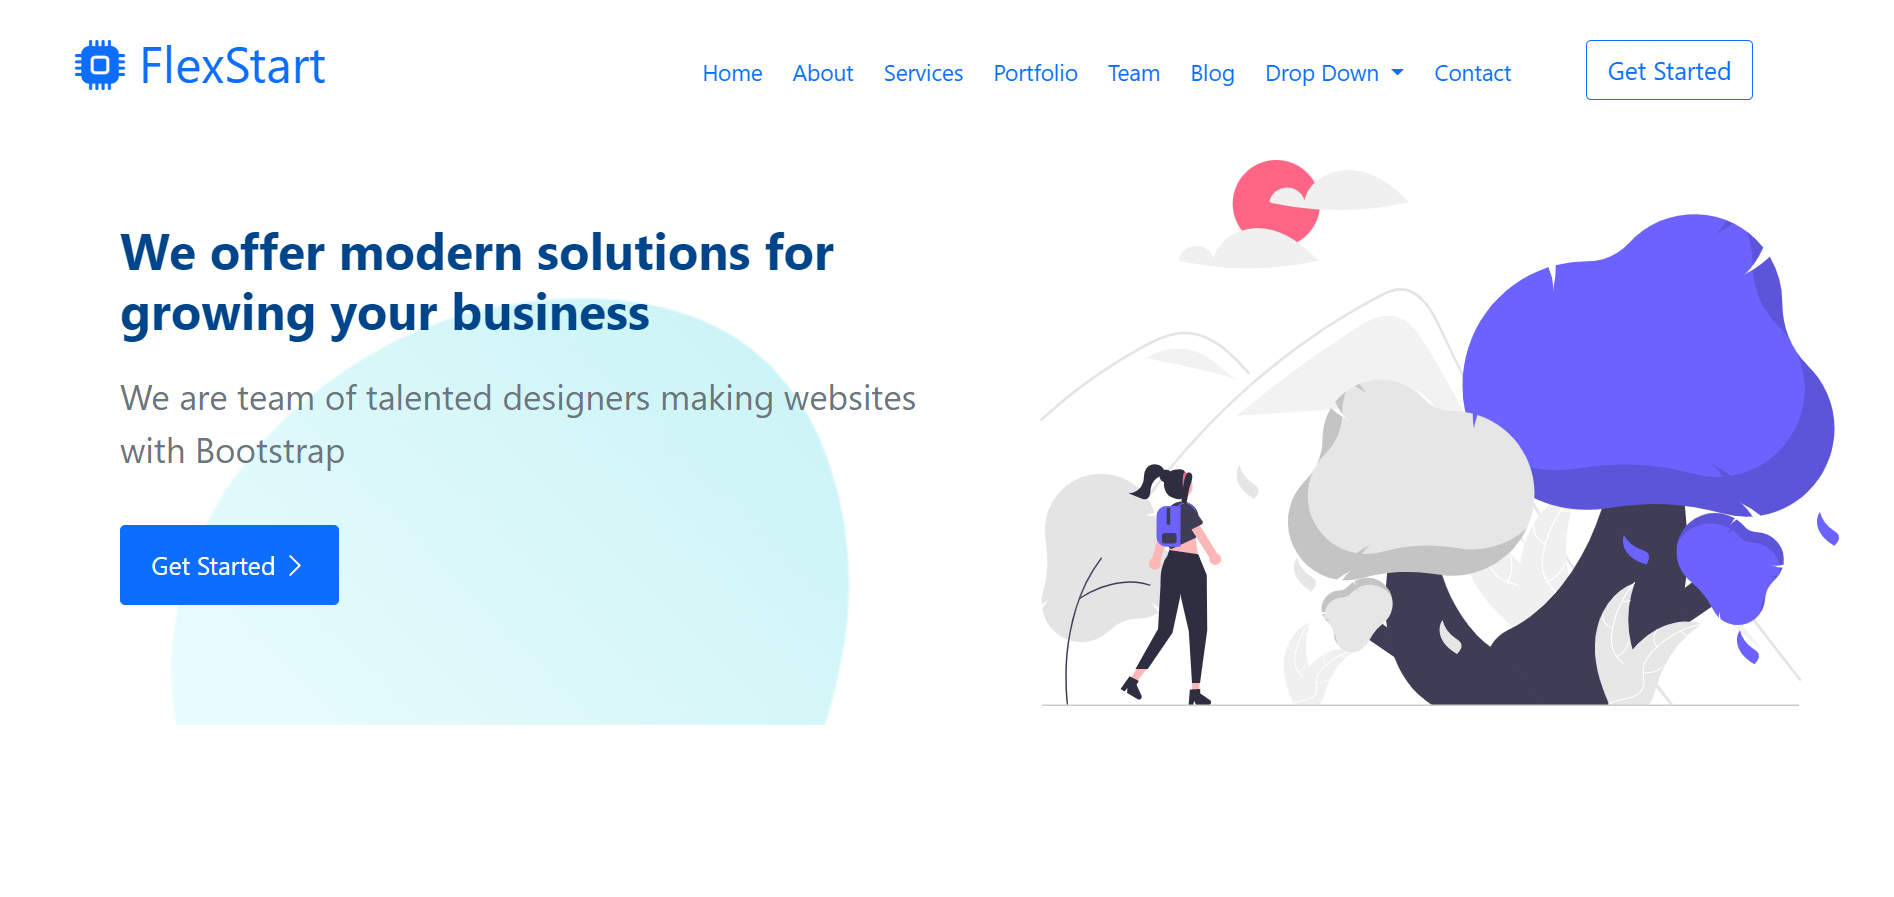 FlexStart
Home About Services Portfolio Team Blog Drop Down Contact Get Started
We offer modern solutions for
growing your business
We are team of talented designers making websites
with Bootstrap
Get Started